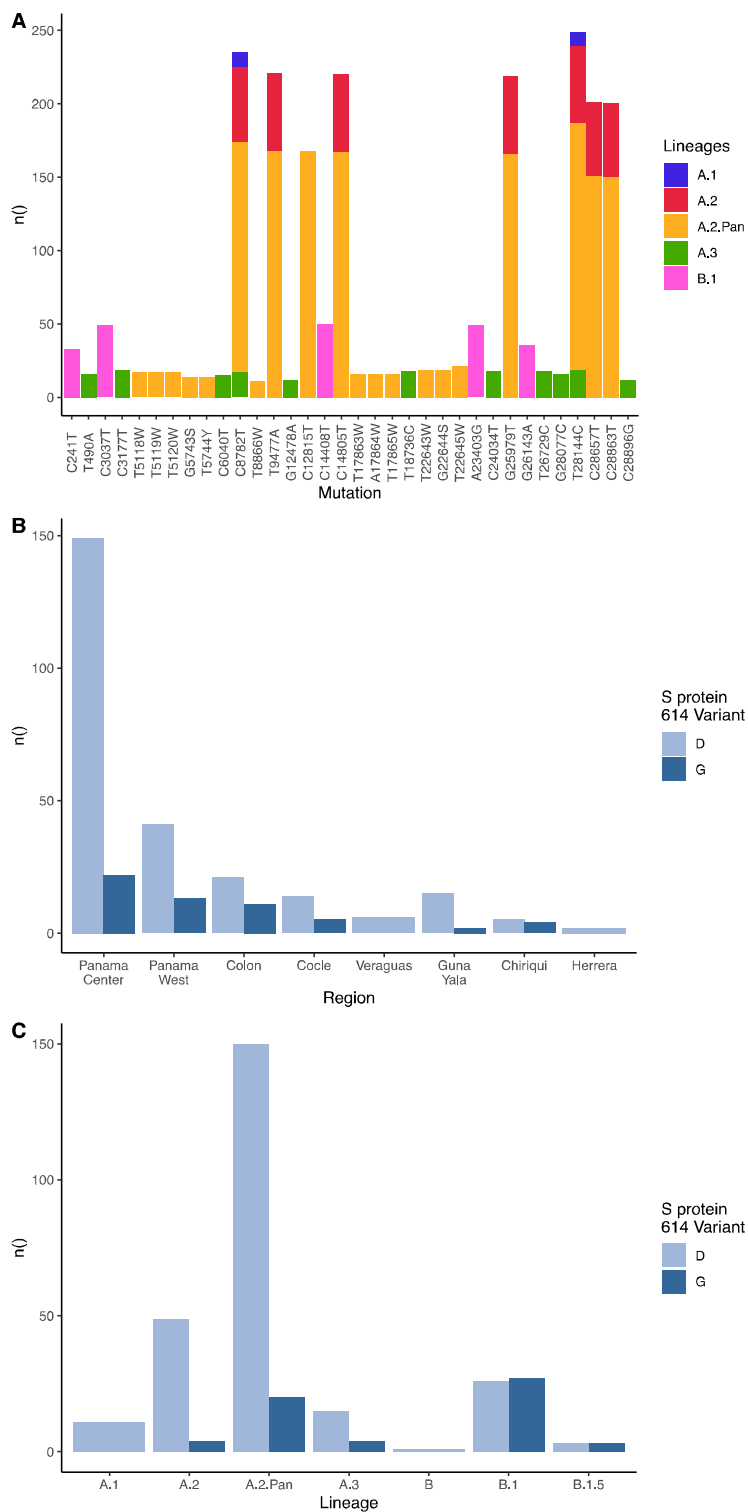 A
250
200
150
100
50
0
n()
C241T
T490A
C3037T
C3177T
T5118W
T5119W
T5120W
G5743S
T5744Y
C6040T
C8782T
T8866W
T9477A
G12478A
C12815T
C14408T
C14805T
T17863W
A17864W
T17865W
T18736C
T22643W
G22644S
T22645W
A23403G
C24034T
G25979T
G26143A
T26729C
G28077C
T28144C
C28657T
C28863T
C28896G
Mutation
Lineages
A.1
A.2
A.2.Pan
A.3
B.1
B
150
100
50
0
n()
Panama Center
Panama West
Colon
Cocle
Veraguas
Guna Yala
Chiriqui
Herrera
Region
S protein
614 Variant
D
G
C
150
100
50
0
n()
A.1
A.2
A.2.Pan
A.3
B
B.1
B.1.5
Lineage
S protein
614 Variant
D
G